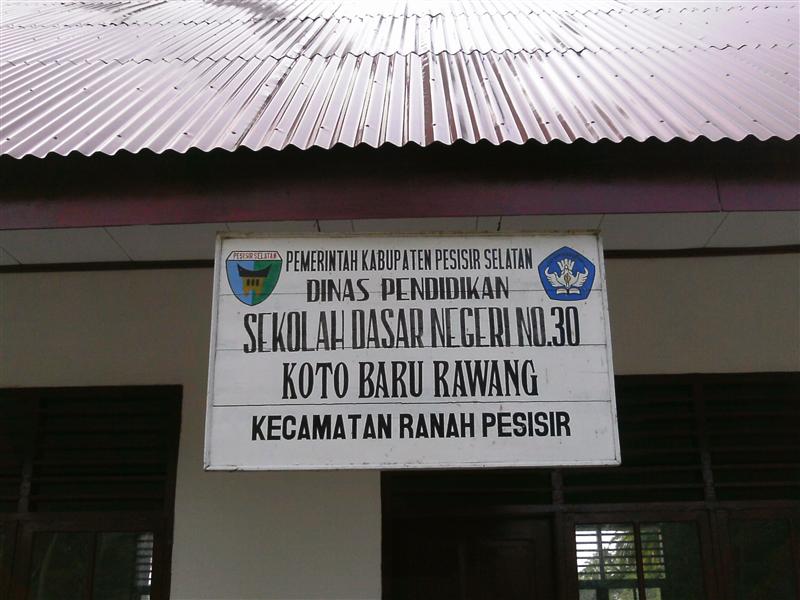 PESISIR SELATAN
PEMERINTAH KABUPATEN PESISIR SELATAN
DINAS PENDIDIKAN
SEKOLAH DASAR NEGERI NO.30
KOTO BARU RAWANG
KECAMATAN RANAH PESISIR